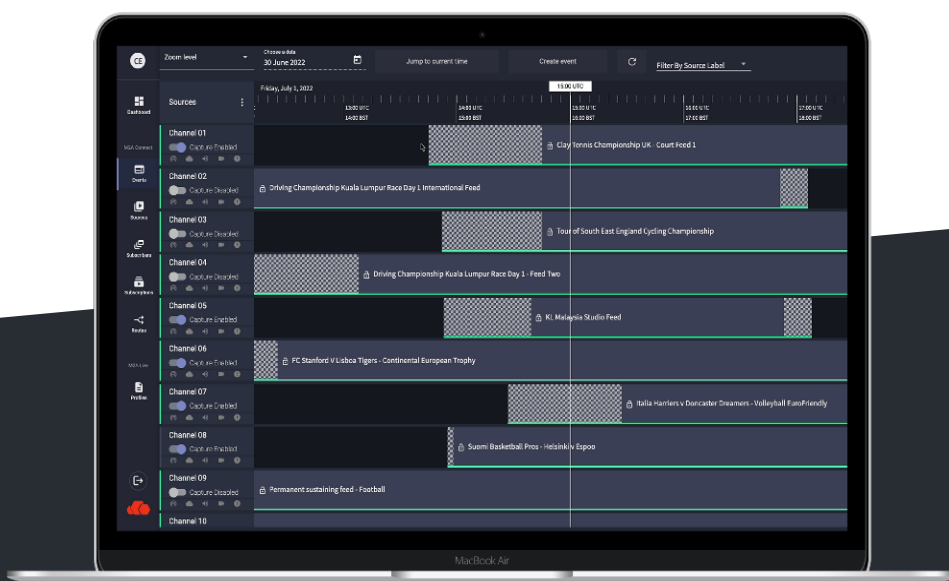 CE
Zoom level
Choose a date
30 June 2022
Jump to current time
Create event
Filter By Source Label
Friday, July 1, 2022
15:00 UTC
Sources
13:00 UTC
14:00 UTC
15:00 UTC
16:00 UTC
17:00 UTC
14:00 BST
15:00 BST
16:00 BST
17:00 BST
18:00 BST
Dashboard
M2A Connect
Events
Sources
Subscribers
Subscriptions
Routes
M2A Live
Profiles
Channel 01
Capture Enabled
Clay Tennis Championship UK - Court Feed 1
Channel 02
Capture Disabled
Driving Championship Kuala Lumpur Race Day 1 International Feed
Channel 03
Capture Disabled
Tour of South East England Cycling Championship
Channel 04
Capture Disabled
Driving Championship Kuala Lumpur Race Day 1 - Feed Two
Channel 05
Capture Enabled
KL Malaysia Studio Feed
Channel 06
Capture Enabled
FC Stanford V Lisboa Tigers - Continental European Trophy
Channel 07
Capture Enabled
Italia Harriers v Doncaster Dreamers - Volleyball EuroFriendly
Channel 08
Capture Enabled
Suomi Basketball Pros - Helsinki v Espoo
Channel 09
Capture Disabled
Permanent sustaining feed - Football
Channel 10
MacBook Air